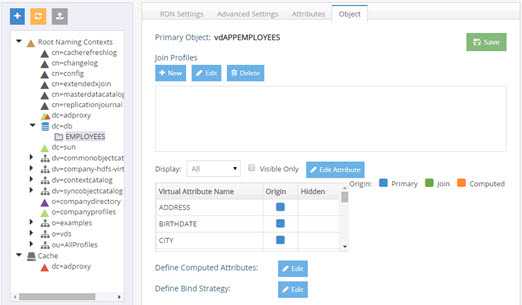 RDN Settings
Advanced Settings
Attributes
Object
Primary Object: vdAPPEMPLOYEES
Save
Join Profiles
New
Edit
Delete
Display:
All
Visible Only
Edit Attribute
Virtual Attribute Name
Origin
Hidden
ADDRESS
BIRTHDATE
CITY
Origin:
Primary
Join
Computed
Define Computed Attributes:
Edit
Define Bind Strategy:
Edit
Root Naming Contexts
cn=cacherefreshlog
cn=changelog
cn=config
cn=extendedxjoin
cn=masterdatacatalog
cn=replicationjournal
dc=adproxy
dc=db
EMPLOYEES
dc=sun
dv=commonobjectcat
dv=company-hdfs.virt
dv=contextcatalog
dv=syncobjectcatalog
o=companydirectory
o=companyprofiles
o=examples
o=vds
ou=AllProfiles
Cache
dc=adproxy